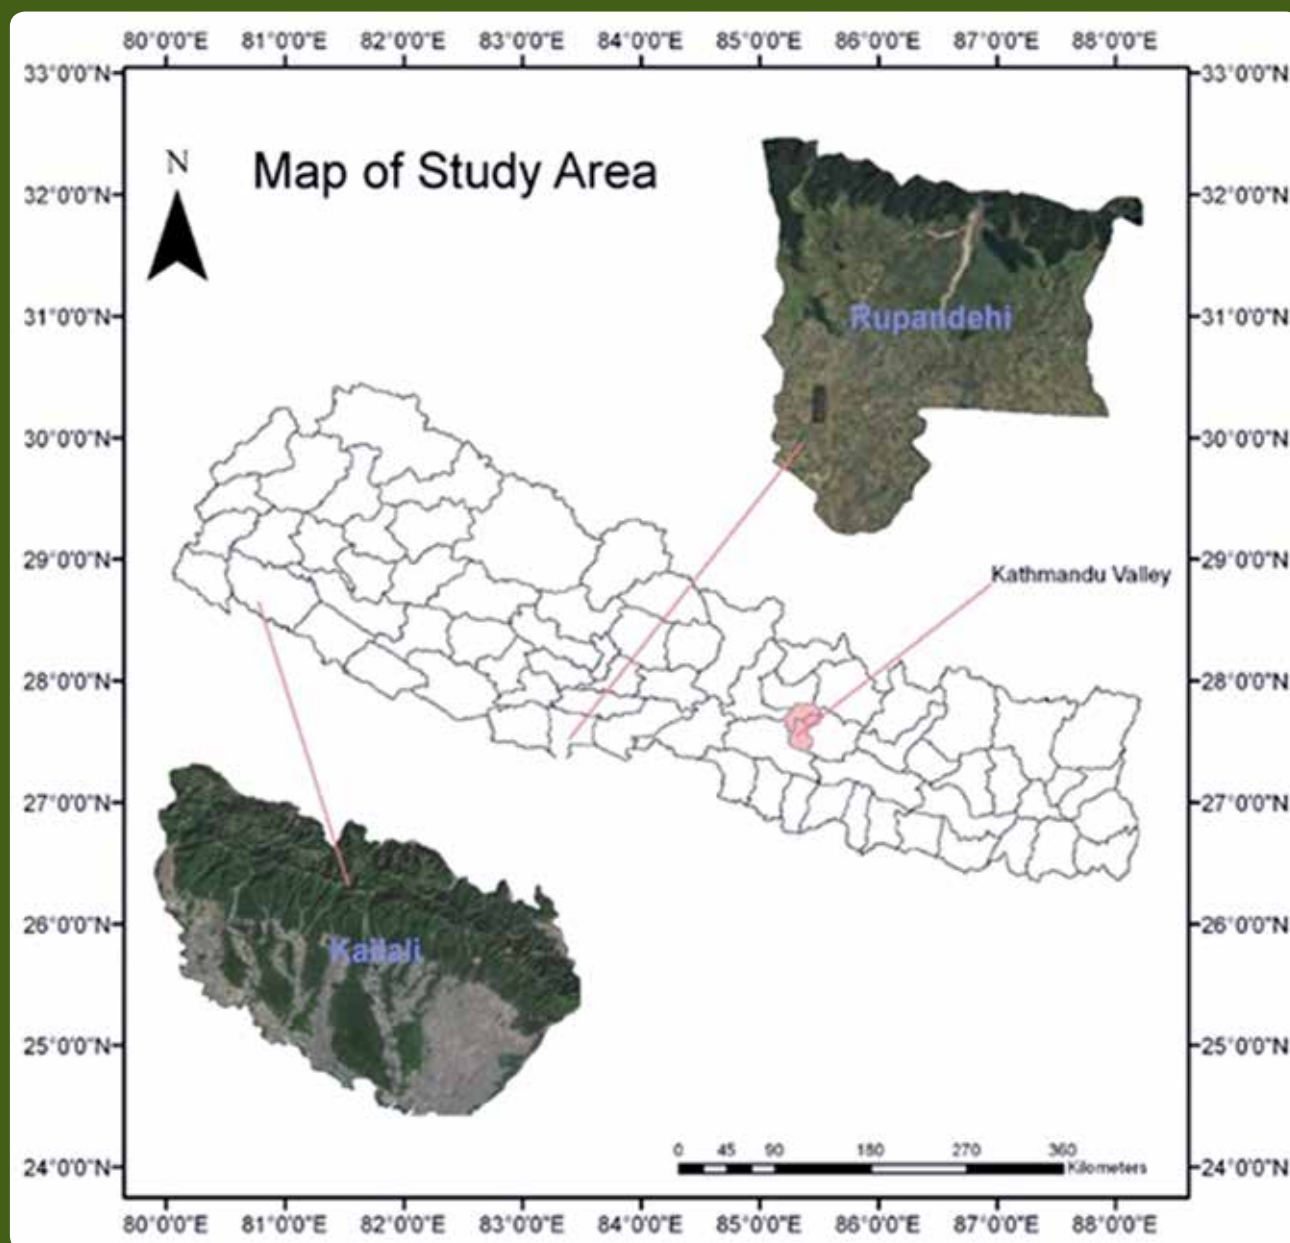 80°0'0"E 81°0'0"E 82°0'0"E 83°0'0"E 84°0'0"E 85°0'0"E 86°0'0"E 87°0'0"E 88°0'0"E
33°0'0"N 33°0'0"N
N
Map of Study Area
32°0'0"N 32°0'0"N
31°0'0"N Rupandehi 31°0'0"N
30°0'0"N 30°0'0"N
29°0'0"N 29°0'0"N
Kathmandu Valley
28°0'0"N 28°0'0"N
27°0'0"N 27°0'0"N
26°0'0"N 26°0'0"N
Kailali
25°0'0"N 25°0'0"N
0 45 90 180 270 360
24°0'0"N Kilometers 24°0'0"N
80°0'0"E 81°0'0"E 82°0'0"E 83°0'0"E 84°0'0"E 85°0'0"E 86°0'0"E 87°0'0"E 88°0'0"E